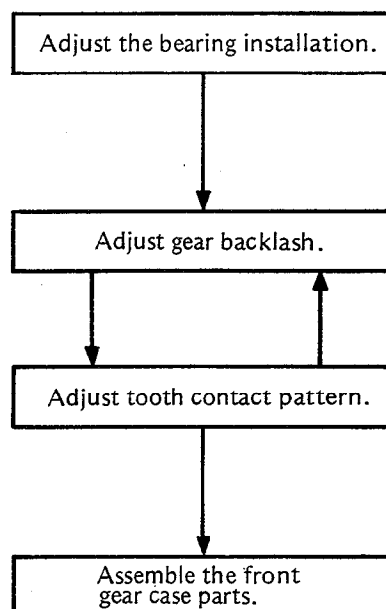 Adjust the bearing installation.
Adjust gear backlash.
Adjust tooth contact pattern.
Assemble the front
gear case parts.